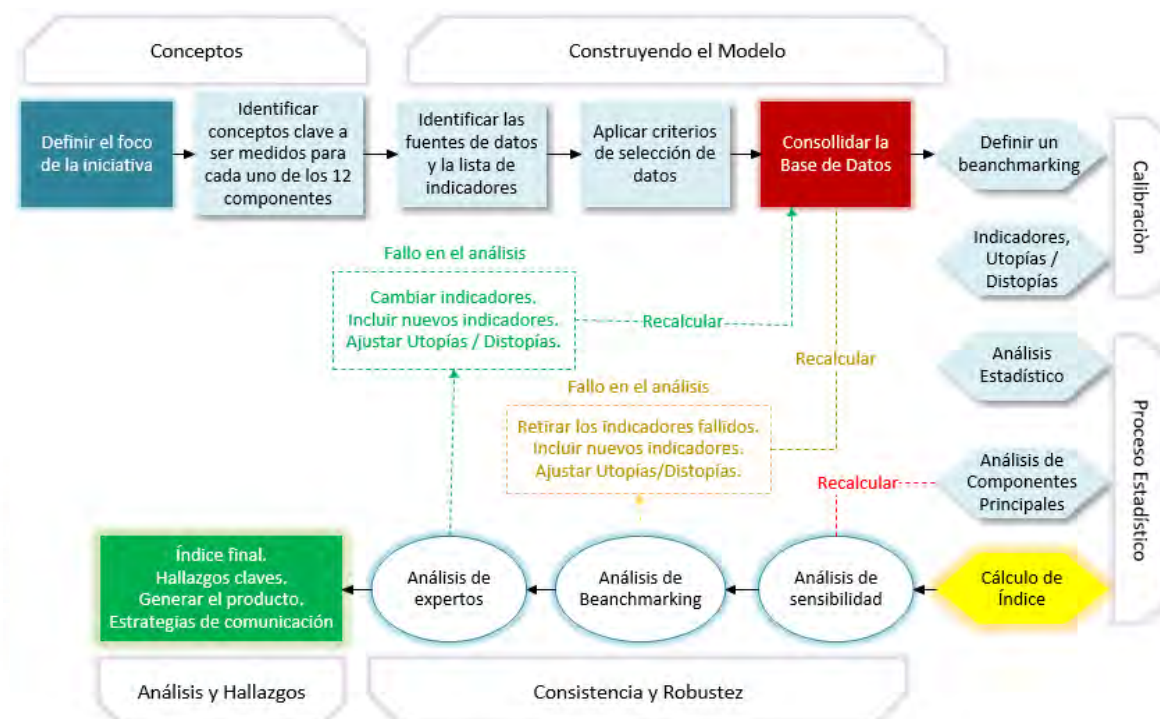 Conceptos
Construyendo el Modelo
Definir el foco
de la iniciativa
Identificar
conceptos clave a
ser medidos para
cada uno de los 12
componentes
Identificar las
fuentes de datos
y la lista de
indicadores
Aplicar criterios
de selección de
datos
Consollidar la
Base de Datos
Definir un
beanchmarking
Calibraciòn
Indicadores,
Utopías /
Distopías
Fallo en el análisis
Cambiar indicadores.
Incluir nuevos indicadores.
Ajustar Utopías / Distopías.
Recalcular
Recalcular
Análisis
Estadístico
Proceso Estadístico
Fallo en el análisis
Retirar los indicadores fallidos.
Incluir nuevos indicadores.
Ajustar Utopías/Distopías.
Recalcular
Análisis de
Componentes
Principales
Índice final.
Hallazgos claves.
Generar el producto.
Estrategias de comunicación
Análisis de
expertos
Análisis de
Beanchmarking
Análisis de
sensibilidad
Cálculo de
Índice
Análisis y Hallazgos
Consistencia y Robustez